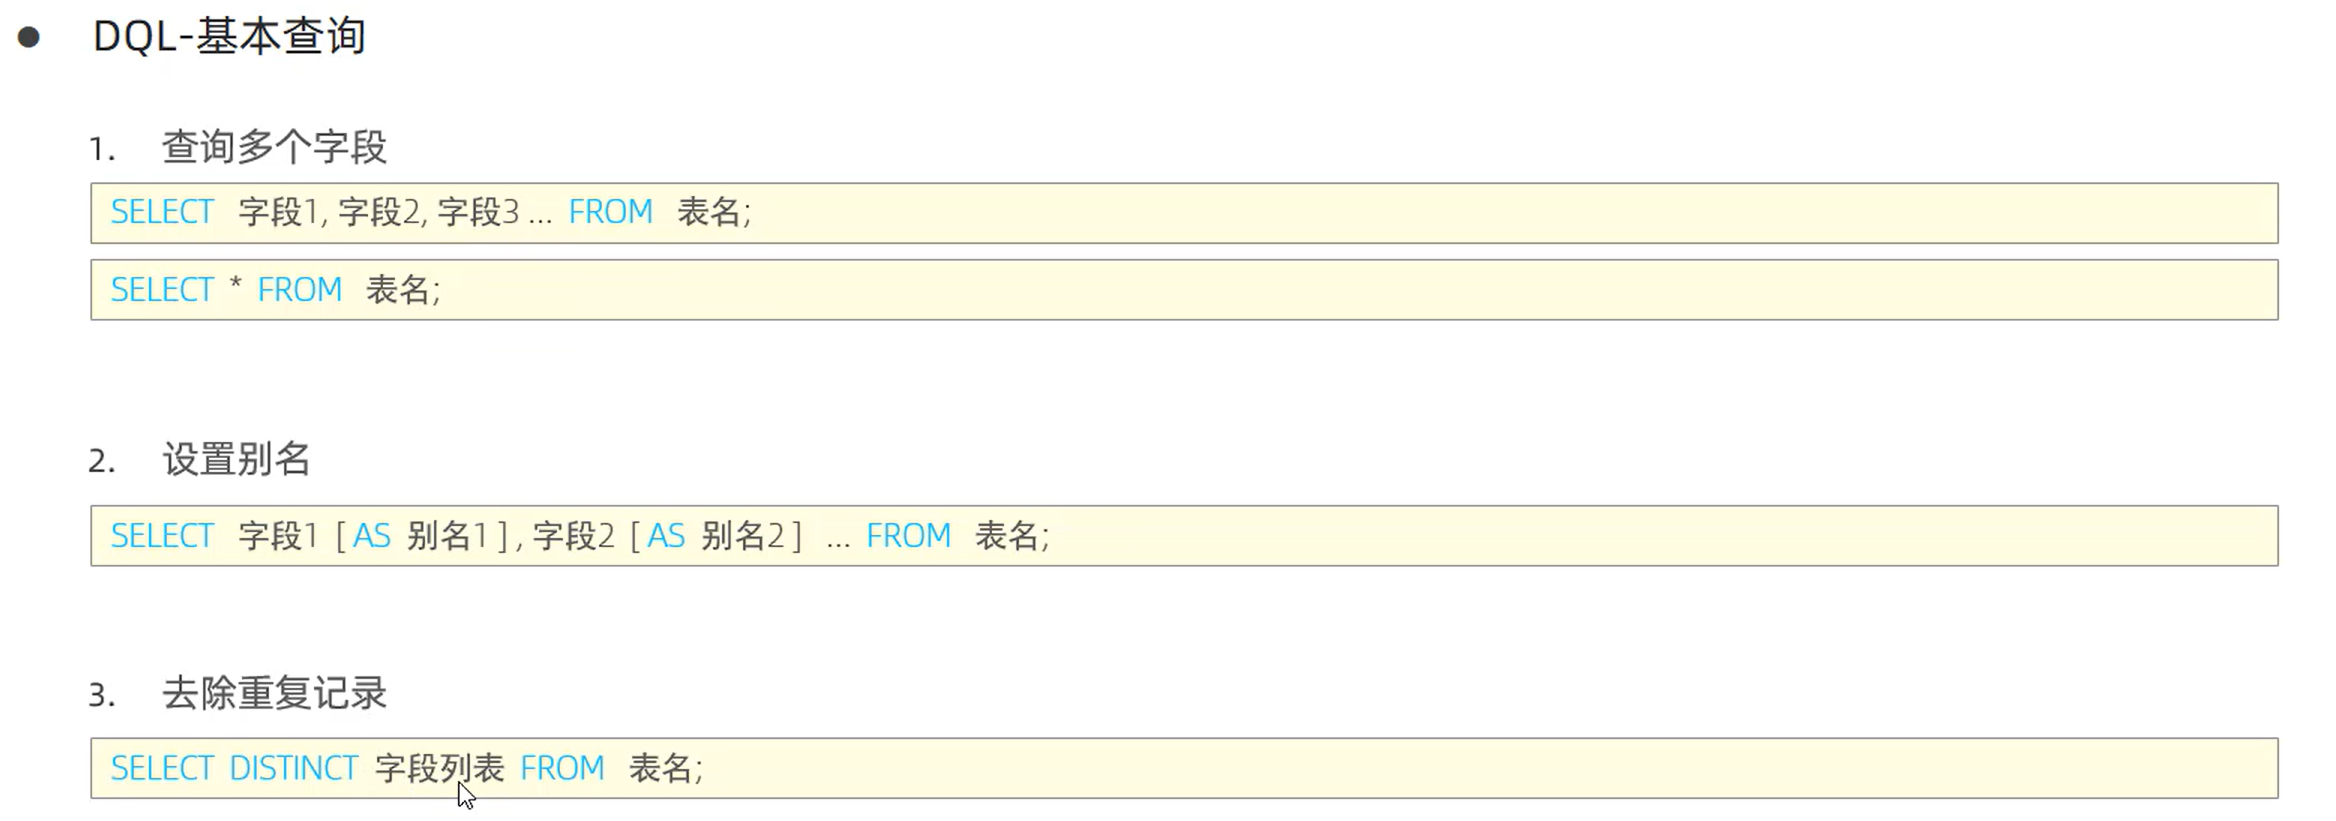 ● DQL-基本查询
1. 查询多个字段
SELECT 字段1, 字段2, 字段3 ... FROM 表名;
SELECT * FROM 表名;
2. 设置别名
SELECT 字段1 [ AS 别名1 ] , 字段2 [ AS 别名2 ] ... FROM 表名;
3. 去除重复记录
SELECT DISTINCT 字段列表 FROM 表名;